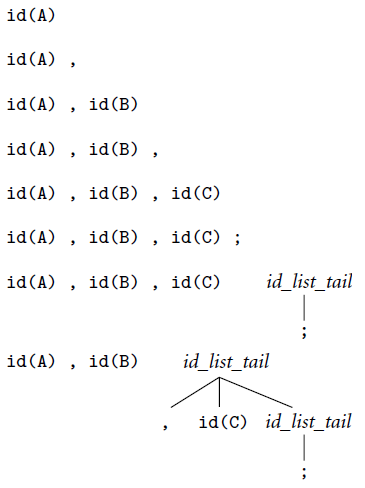 id(A)
id(A) ,
id(A) , id(B)
id(A) , id(B) ,
id(A) , id(B) , id(C)
id(A) , id(B) , id(C) ;
id(A) , id(B) , id(C) id_list_tail
;
id(A) , id(B) id_list_tail
, id(C) id_list_tail
;